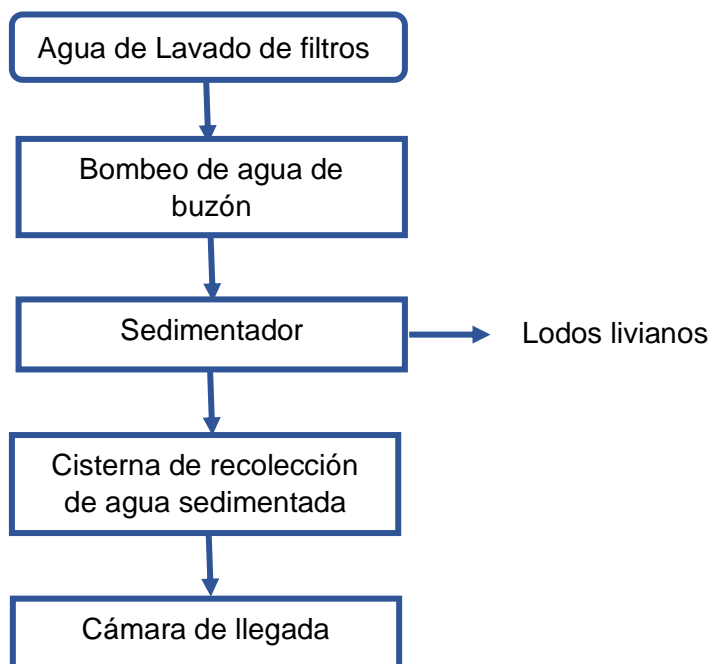 Agua de Lavado de filtros
Bombeo de agua de
buzón
Sedimentador
Lodos livianos
Cisterna de recolección
de agua sedimentada
Cámara de llegada